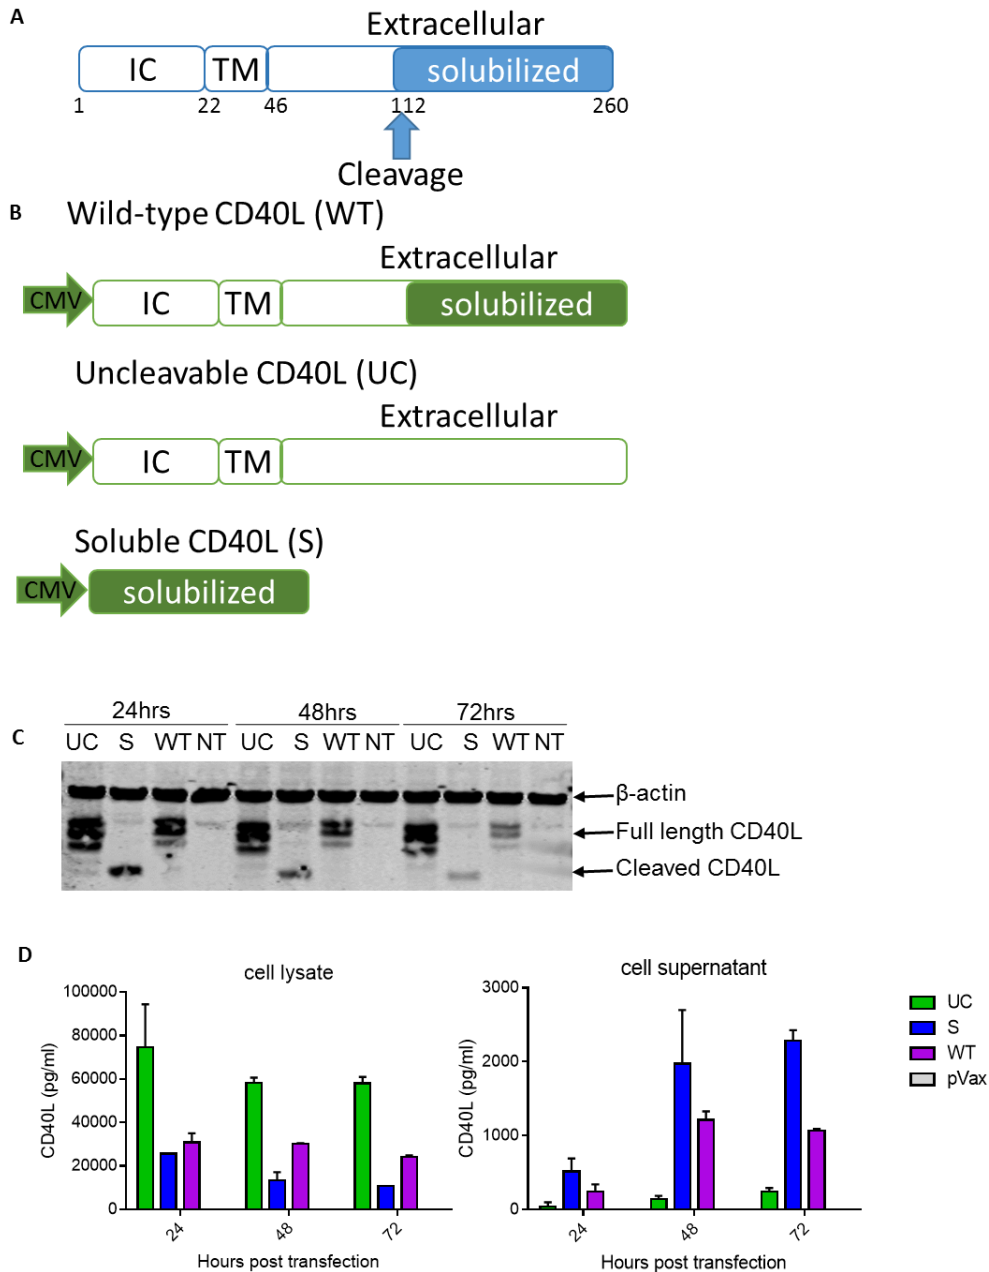 A
Extracellular
IC TM solubilized
1 22 46 112 260
Cleavage
B Wild-type CD40L (WT)
Extracellular
CMV IC TM solubilized
Uncleavable CD40L (UC)
Extracellular
CMV IC TM
Soluble CD40L (S)
CMV solubilized
24hrs 48hrs 72hrs
C UC S WT NT UC S WT NT UC S WT NT
β-actin
Full length CD40L
Cleaved CD40L
D
cell lysate
CD40L (pg/ml)
100000
80000
60000
40000
20000
0
24 48 72
Hours post transfection
cell supernatant
CD40L (pg/ml)
3000
2000
1000
0
24 48 72
Hours post transfection
UC
S
WT
pVax